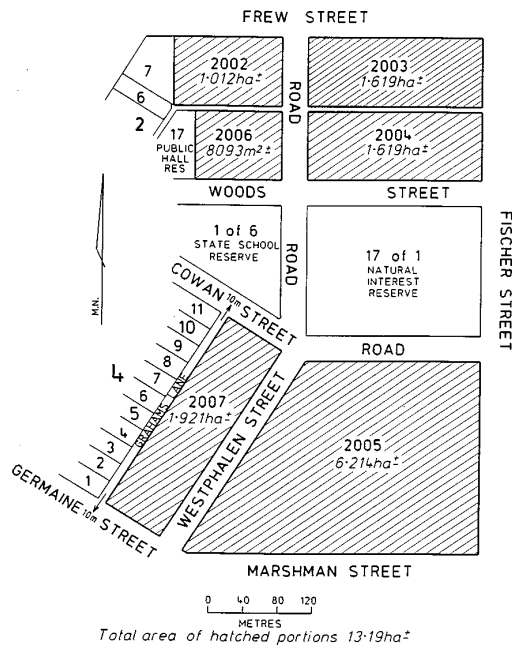 FREW STREET
7
6
2
2002
1·012ha±
ROAD
2003
1·619ha±
17
PUBLIC
HALL
RES
2006
8093m²±
2004
1·619ha±
WOODS STREET
1 of 6
STATE SCHOOL
RESERVE
ROAD
17 of 1
NATURAL
INTEREST
RESERVE
FISCHER STREET
M.N.
COWAN 10m STREET
ROAD
11
10
9
8
7
6
5
4
3
2
1
4
GRAHAMS LANE
2007
1·921ha±
WESTPHALEN STREET
2005
6·214ha±
GERMAINE 10m STREET
MARSHMAN STREET
0 40 80 120
METRES
Total area of hatched portions 13·19ha±